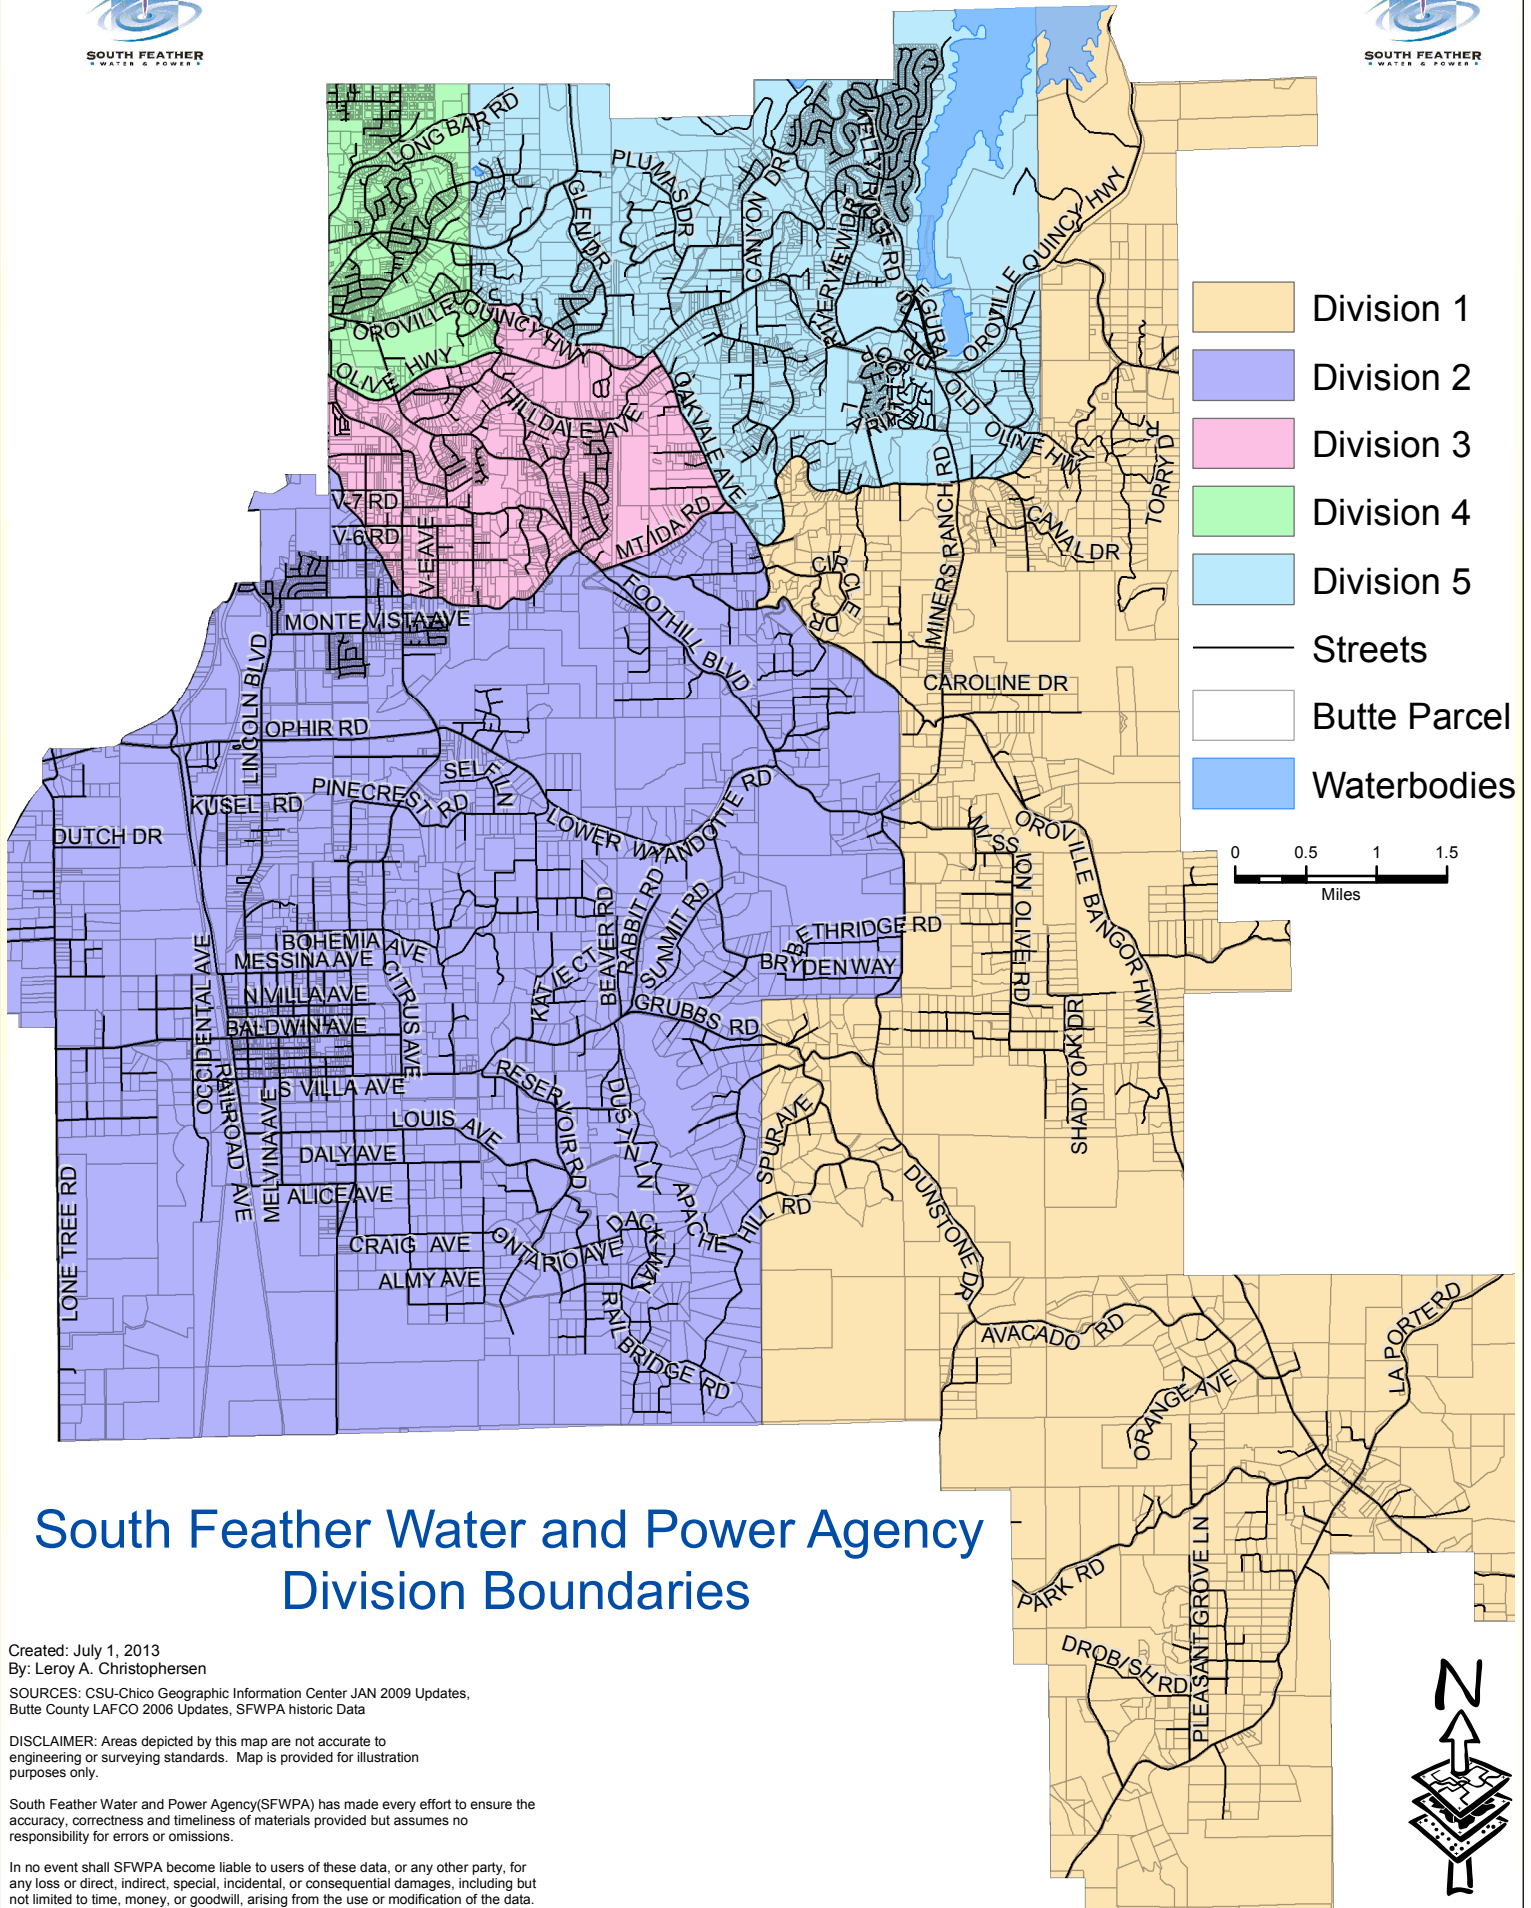 SOUTH FEATHER
WATER & POWER
SOUTH FEATHER
WATER & POWER
LONG BAR RD
PLUMAS DR
GLEN DR
CANYON DR
KELLY RIDGE RD
RIVERVIEW DR
OROVILLE QUINCY HWY
OROVILLE QUINCY HWY
OLIVE HWY
HILLDALE AVE
OAKVALE AVE
OLD OLIVE HWY
TORRY DR
V-7 RD
V-6 RD
V-E AVE
MT IDA RD
MINERS RANCH RD
CANAL DR
CIRCLE DR
FOOTHILL BLVD
MONTE VISTA AVE
LINCOLN BLVD
CAROLINE DR
OPHIR RD
SELF LN
PINECREST RD
KUSEL RD
DUTCH DR
LOWER WYANDOTTE RD
MISSION OLIVE RD
OROVILLE BANGOR HWY
BEAVER RD
RABBIT RD
SUMMIT RD
BETHRIDGE RD
BRYDEN WAY
BOHEMIA AVE
MESSINA AVE
CITRUS AVE
KATIE CT
N VILLA AVE
BALDWIN AVE
OCCIDENTAL AVE
GRUBBS RD
SHADY OAK DR
RAILROAD AVE
S VILLA AVE
MELVINA AVE
RESERVOIR RD
DUSTIN LN
SPUR AVE
LOUIS AVE
DALY AVE
ALICE AVE
LONE TREE RD
APACHE HILL RD
DUNSTONE DR
CRAIG AVE
ONTARIO AVE
DACK WAY
ALMY AVE
RAILBRIDGE RD
AVACADO RD
LA PORTE RD
ORANGE AVE
PARK RD
PLEASANT GROVE LN
DROBISH RD
Division 1
Division 2
Division 3
Division 4
Division 5
Streets
Butte Parcel
Waterbodies
0 0.5 1 1.5
Miles
South Feather Water and Power Agency
Division Boundaries
Created: July 1, 2013
By: Leroy A. Christophersen
SOURCES: CSU-Chico Geographic Information Center JAN 2009 Updates,
Butte County LAFCO 2006 Updates, SFWPA historic Data
DISCLAIMER: Areas depicted by this map are not accurate to
engineering or surveying standards. Map is provided for illustration
purposes only.
South Feather Water and Power Agency(SFWPA) has made every effort to ensure the
accuracy, correctness and timeliness of materials provided but assumes no
responsibility for errors or omissions.
In no event shall SFWPA become liable to users of these data, or any other party, for
any loss or direct, indirect, special, incidental, or consequential damages, including but
not limited to time, money, or goodwill, arising from the use or modification of the data.
N